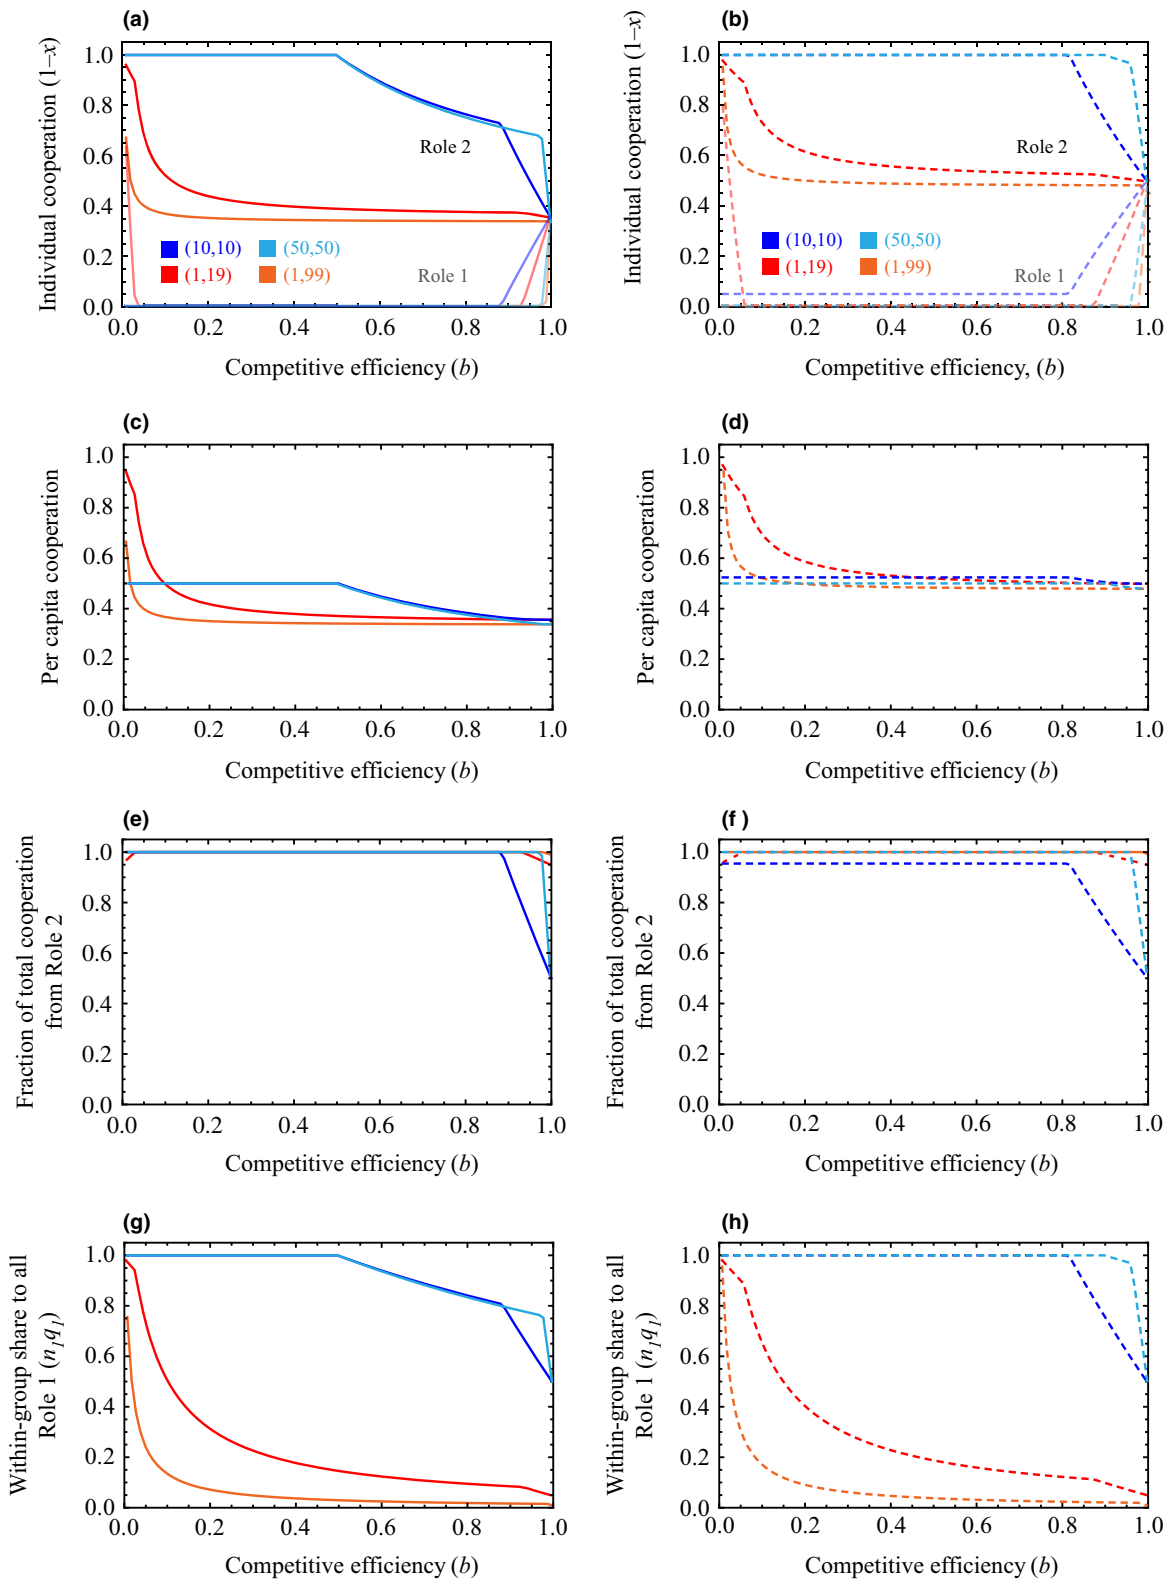 (a)
Individual cooperation (1–x)
1.0
0.8
0.6
0.4
0.2
0.0
Role 2
(10,10)
(50,50)
(1,19)
(1,99)
Role 1
0.0 0.2 0.4 0.6 0.8 1.0
Competitive efficiency (b)
(b)
Individual cooperation (1–x)
1.0
0.8
0.6
0.4
0.2
0.0
Role 2
(10,10)
(50,50)
(1,19)
(1,99)
Role 1
0.0 0.2 0.4 0.6 0.8 1.0
Competitive efficiency, (b)
(c)
Per capita cooperation
1.0
0.8
0.6
0.4
0.2
0.0
0.0 0.2 0.4 0.6 0.8 1.0
Competitive efficiency (b)
(d)
Per capita cooperation
1.0
0.8
0.6
0.4
0.2
0.0
0.0 0.2 0.4 0.6 0.8 1.0
Competitive efficiency (b)
(e)
Fraction of total cooperation
from Role 2
1.0
0.8
0.6
0.4
0.2
0.0
0.0 0.2 0.4 0.6 0.8 1.0
Competitive efficiency (b)
(f )
Fraction of total cooperation
from Role 2
1.0
0.8
0.6
0.4
0.2
0.0
0.0 0.2 0.4 0.6 0.8 1.0
Competitive efficiency (b)
(g)
Within-group share to all
Role 1 (n₁q₁)
1.0
0.8
0.6
0.4
0.2
0.0
0.0 0.2 0.4 0.6 0.8 1.0
Competitive efficiency (b)
(h)
Within-group share to all
Role 1 (n₁q₁)
1.0
0.8
0.6
0.4
0.2
0.0
0.0 0.2 0.4 0.6 0.8 1.0
Competitive efficiency (b)